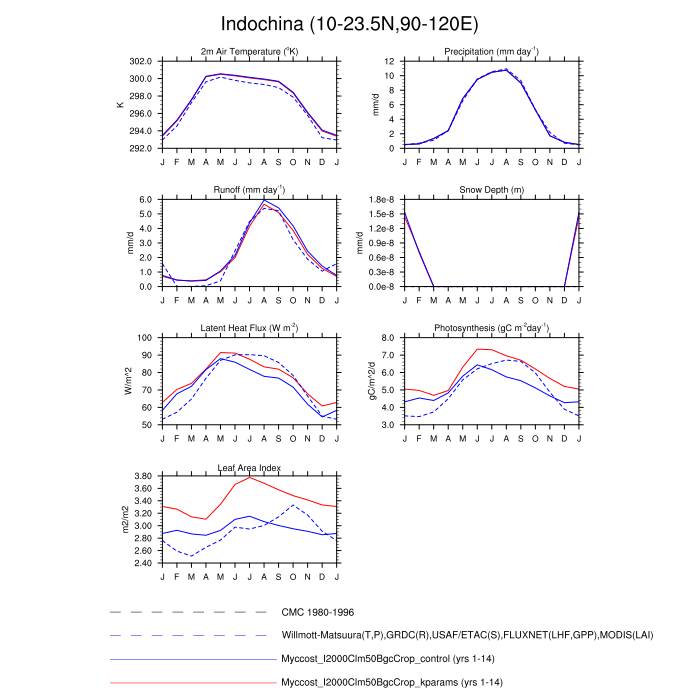 Indochina (10-23.5N,90-120E)
2m Air Temperature (°K)
302.0
300.0
298.0
296.0
294.0
292.0
K
J F M A M J J A S O N D J
Precipitation (mm day⁻¹)
12
10
8
6
4
2
0
mm/d
J F M A M J J A S O N D J
Runoff (mm day⁻¹)
6.0
5.0
4.0
3.0
2.0
1.0
0.0
mm/d
J F M A M J J A S O N D J
Snow Depth (m)
1.8e-8
1.5e-8
1.2e-8
0.9e-8
0.6e-8
0.3e-8
0.0e-8
mm/d
J F M A M J J A S O N D J
Latent Heat Flux (W m⁻²)
100
90
80
70
60
50
W/m^2
J F M A M J J A S O N D J
Photosynthesis (gC m⁻²day⁻¹)
8.0
7.0
6.0
5.0
4.0
3.0
gC/m^2/d
J F M A M J J A S O N D J
Leaf Area Index
3.80
3.60
3.40
3.20
3.00
2.80
2.60
2.40
m2/m2
J F M A M J J A S O N D J
CMC 1980-1996
Willmott-Matsuura(T,P),GRDC(R),USAF/ETAC(S),FLUXNET(LHF,GPP),MODIS(LAI)
Myccost_I2000Clm50BgcCrop_control (yrs 1-14)
Myccost_I2000Clm50BgcCrop_kparams (yrs 1-14)